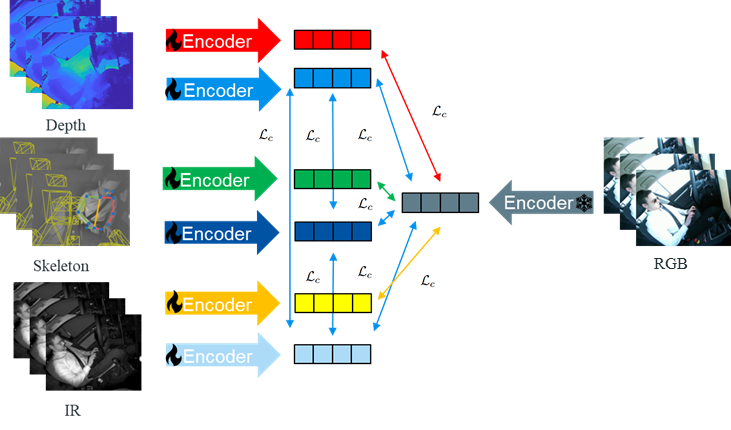 Encoder
Encoder
Depth
ℒc
ℒc
ℒc
ℒc
Encoder
Encoder
Skeleton
ℒc
Encoder
RGB
ℒc
ℒc
ℒc
Encoder
Encoder
IR